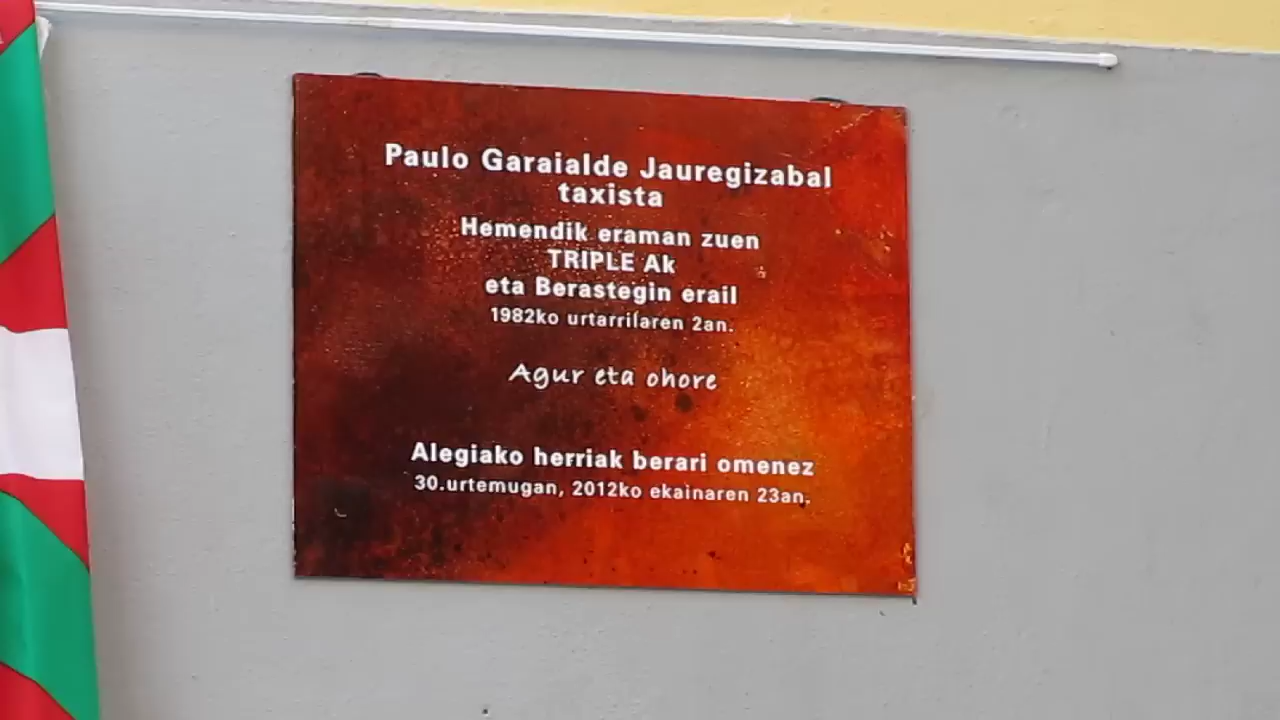 Paulo Garaialde Jauregizabal
taxista
Hemendik eraman zuen
TRIPLE Ak
eta Berastegin erail
1982ko urtarrilaren 2an.
Agur eta ohore
Alegiako herriak berari omenez
30.urtemugan, 2012ko ekainaren 23an.